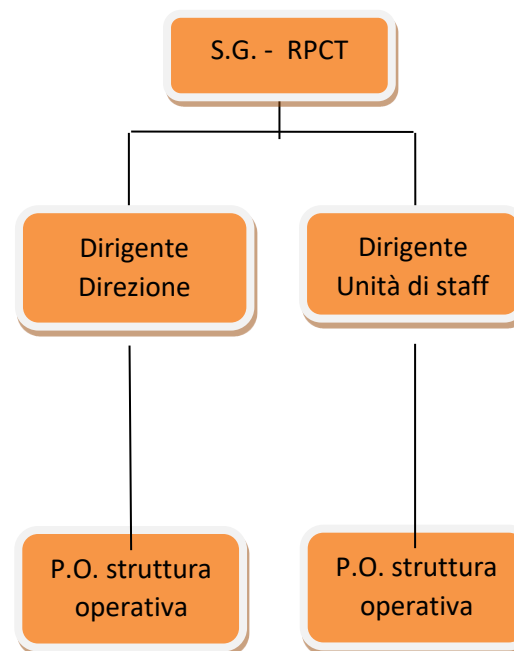 S.G. - RPCT
Dirigente
Direzione
Dirigente
Unità di staff
P.O. struttura
operativa
P.O. struttura
operativa